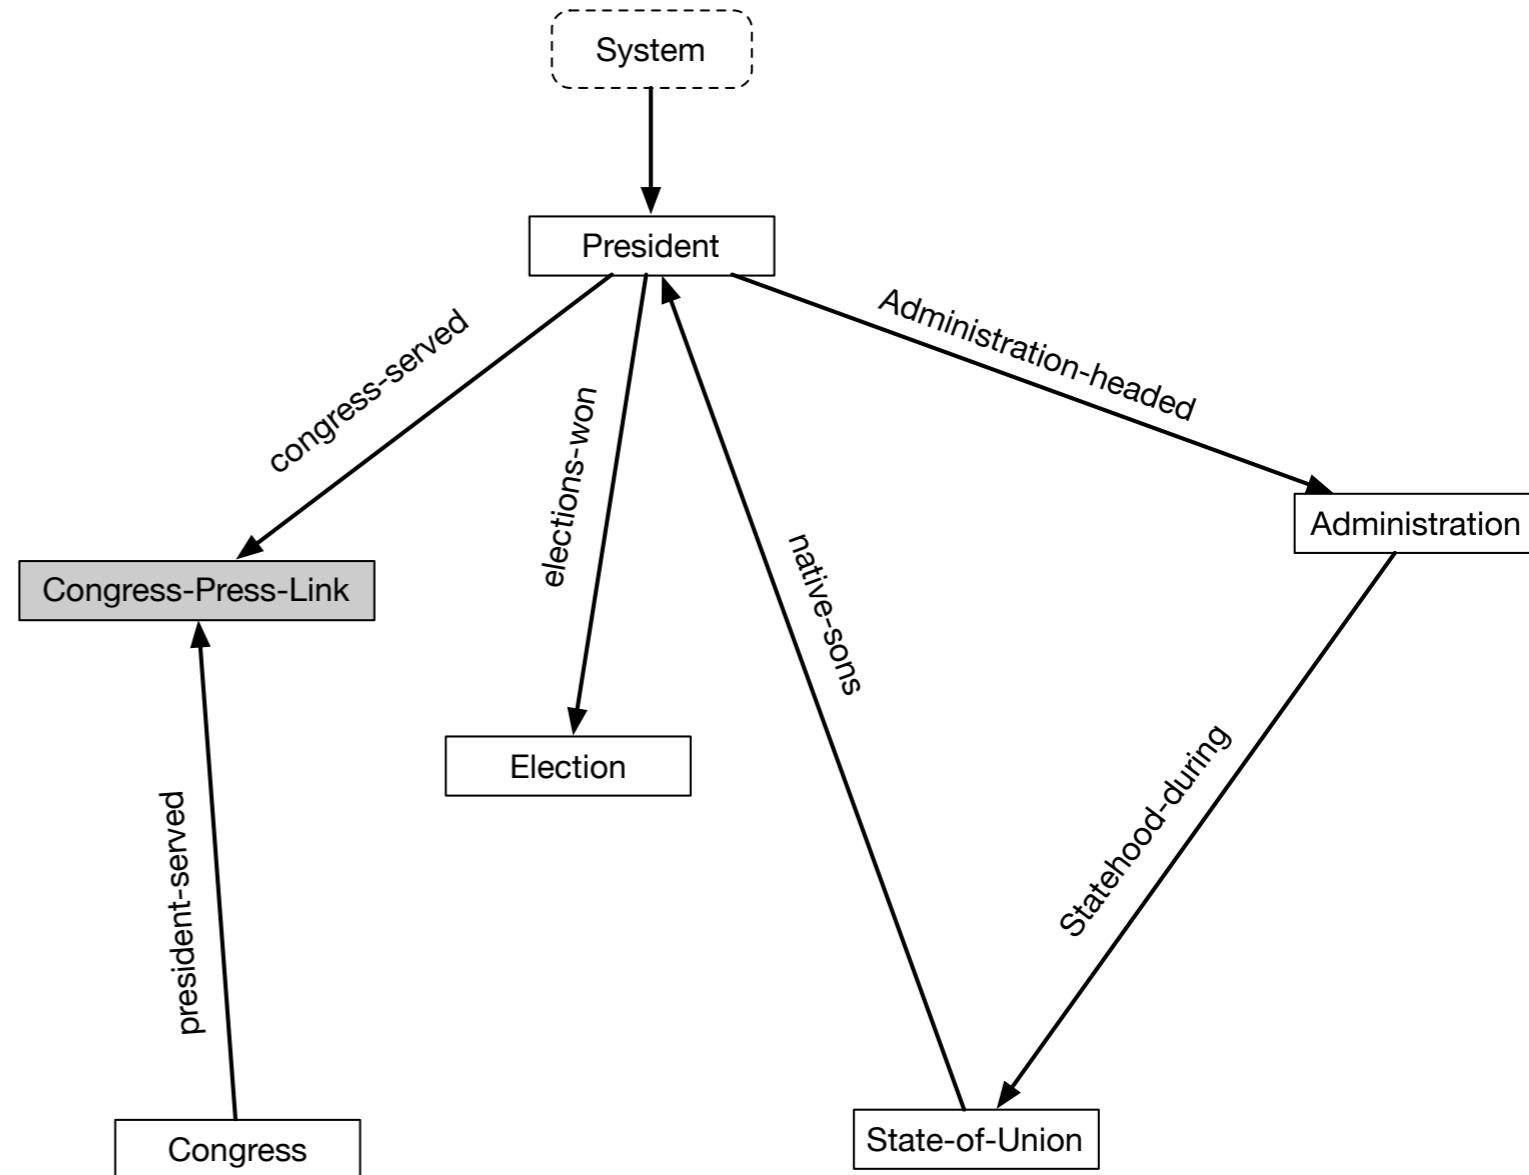 System
President
congress-served
elections-won
Administration-headed
native-sons
Administration
Congress-Press-Link
Election
president-served
Statehood-during
Congress
State-of-Union